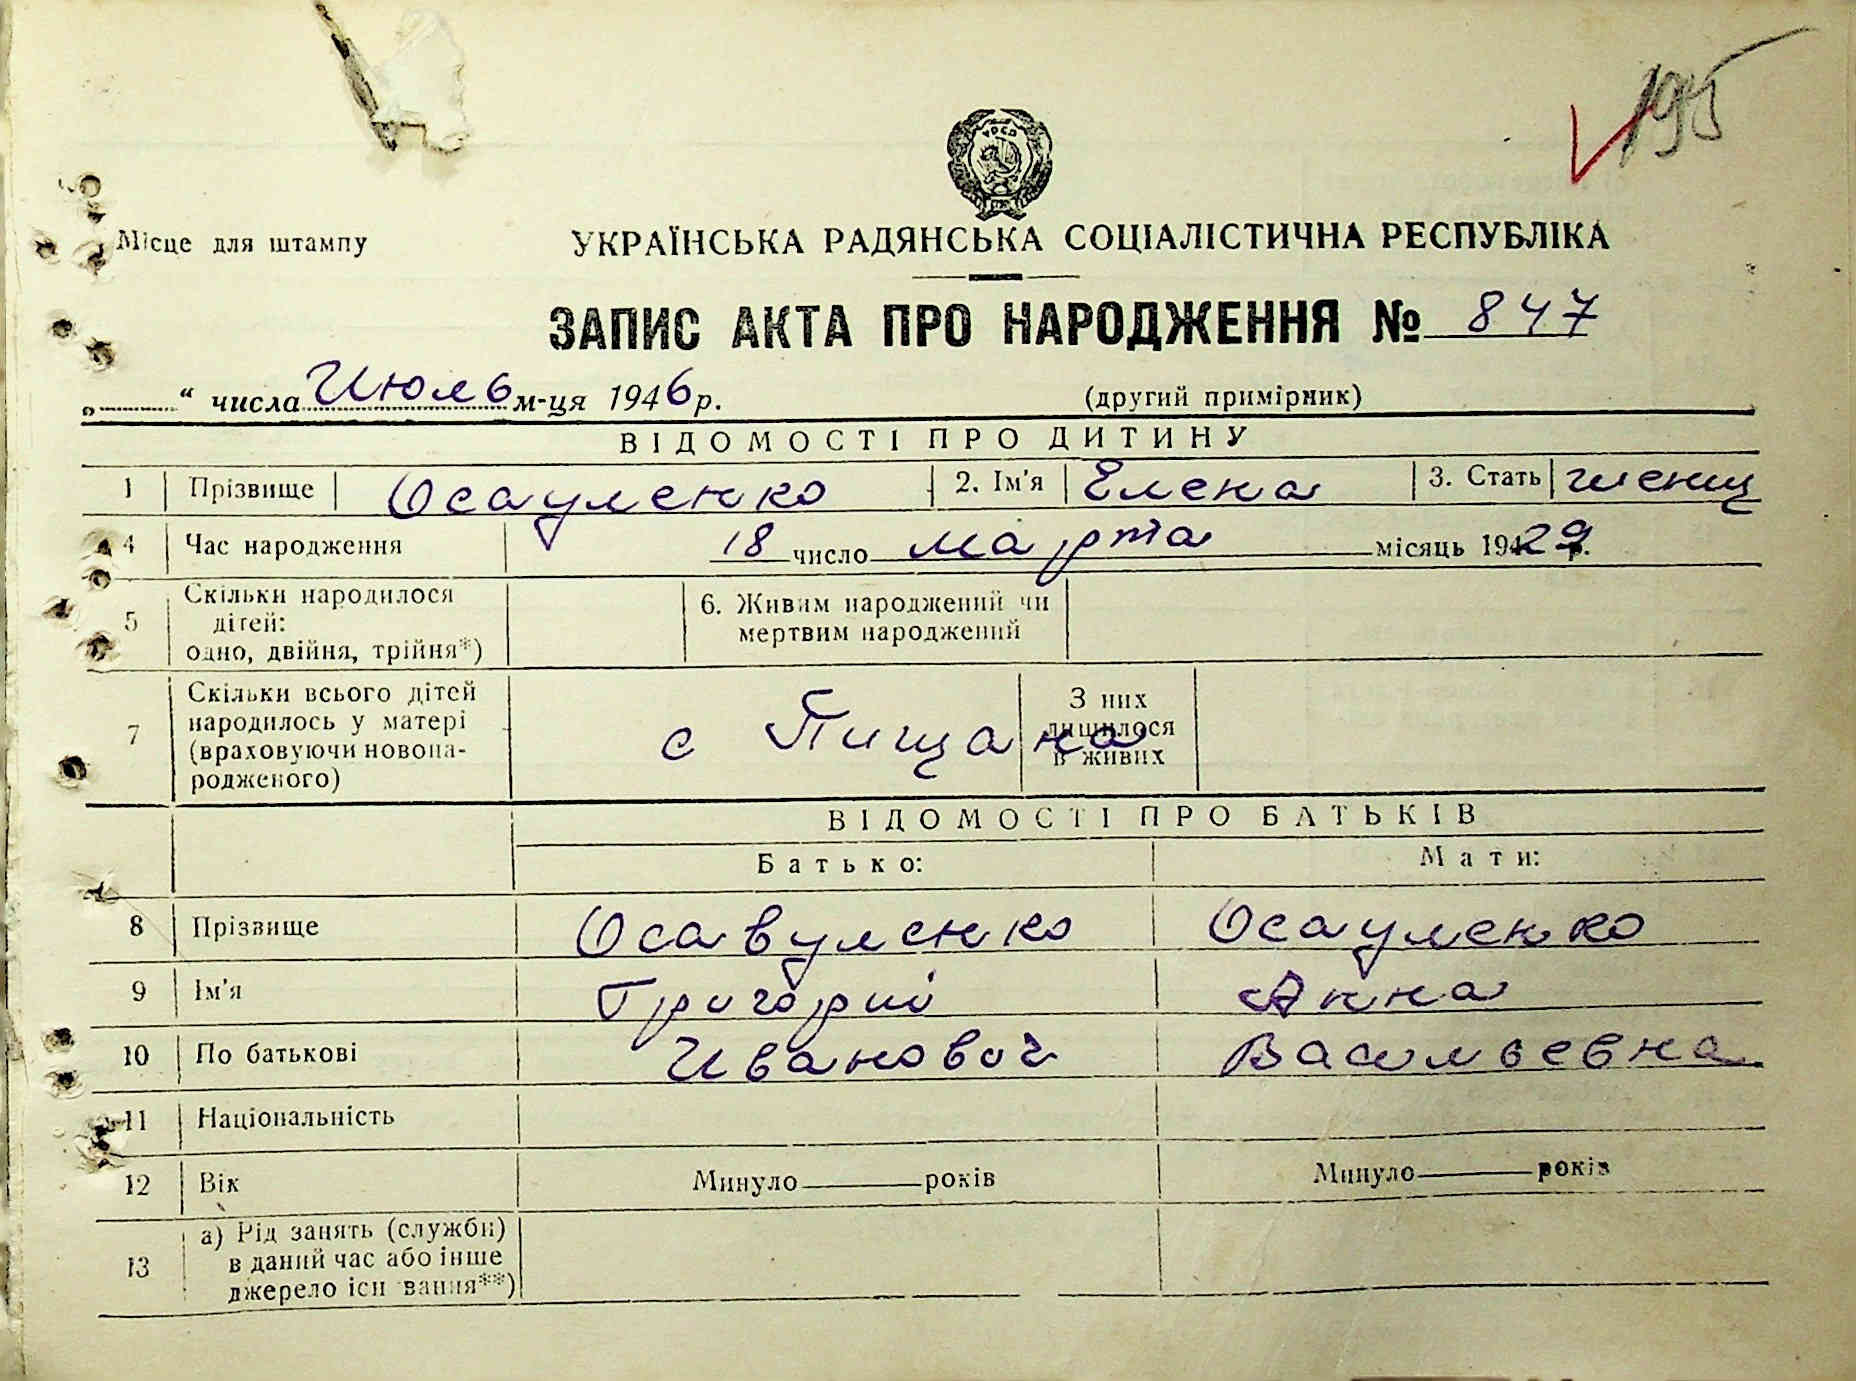 195
УРСР
Місце для штампу
УКРАЇНСЬКА РАДЯНСЬКА СОЦІАЛІСТИЧНА РЕСПУБЛІКА
ЗАПИС АКТА ПРО НАРОДЖЕННЯ № 847
„ “ числа Июль м-ця 1946 р. (другий примірник)
ВІДОМОСТІ ПРО ДИТИНУ
1 Прізвище Осауленко 2. Ім'я Елена 3. Стать женщ
4 Час народження 18 число марта місяць 1929 р.
5 Скільки народилося дітей: одно, двійня, трійня*) 6. Живим народжений чи мертвим народжений
7 Скільки всього дітей народилось у матері (враховуючи новонародженого) с Пищана З них лишилося в живих
ВІДОМОСТІ ПРО БАТЬКІВ
Батько: Мати:
8 Прізвище Осавуленко Осауленко
9 Ім'я Григорий Анна
10 По батькові Иванович Васильевна
11 Національність
12 Вік Минуло років Минуло років
13 а) Рід занять (служби)
в даний час або інше
джерело існування**)